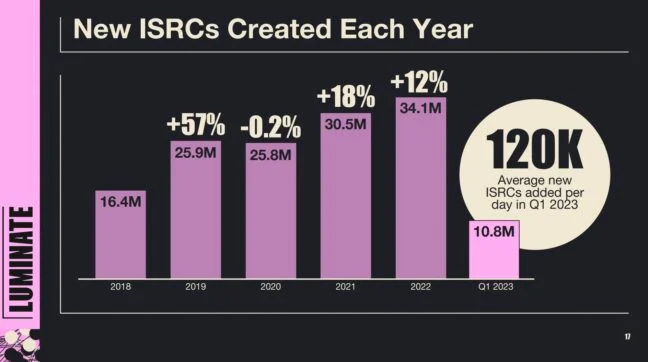 New ISRCs Created Each Year
+57%
-0.2%
+18%
+12%
16.4M
25.9M
25.8M
30.5M
34.1M
10.8M
120K
Average new
ISRCs added per
day in Q1 2023
2018
2019
2020
2021
2022
Q1 2023
LUMINATE
17